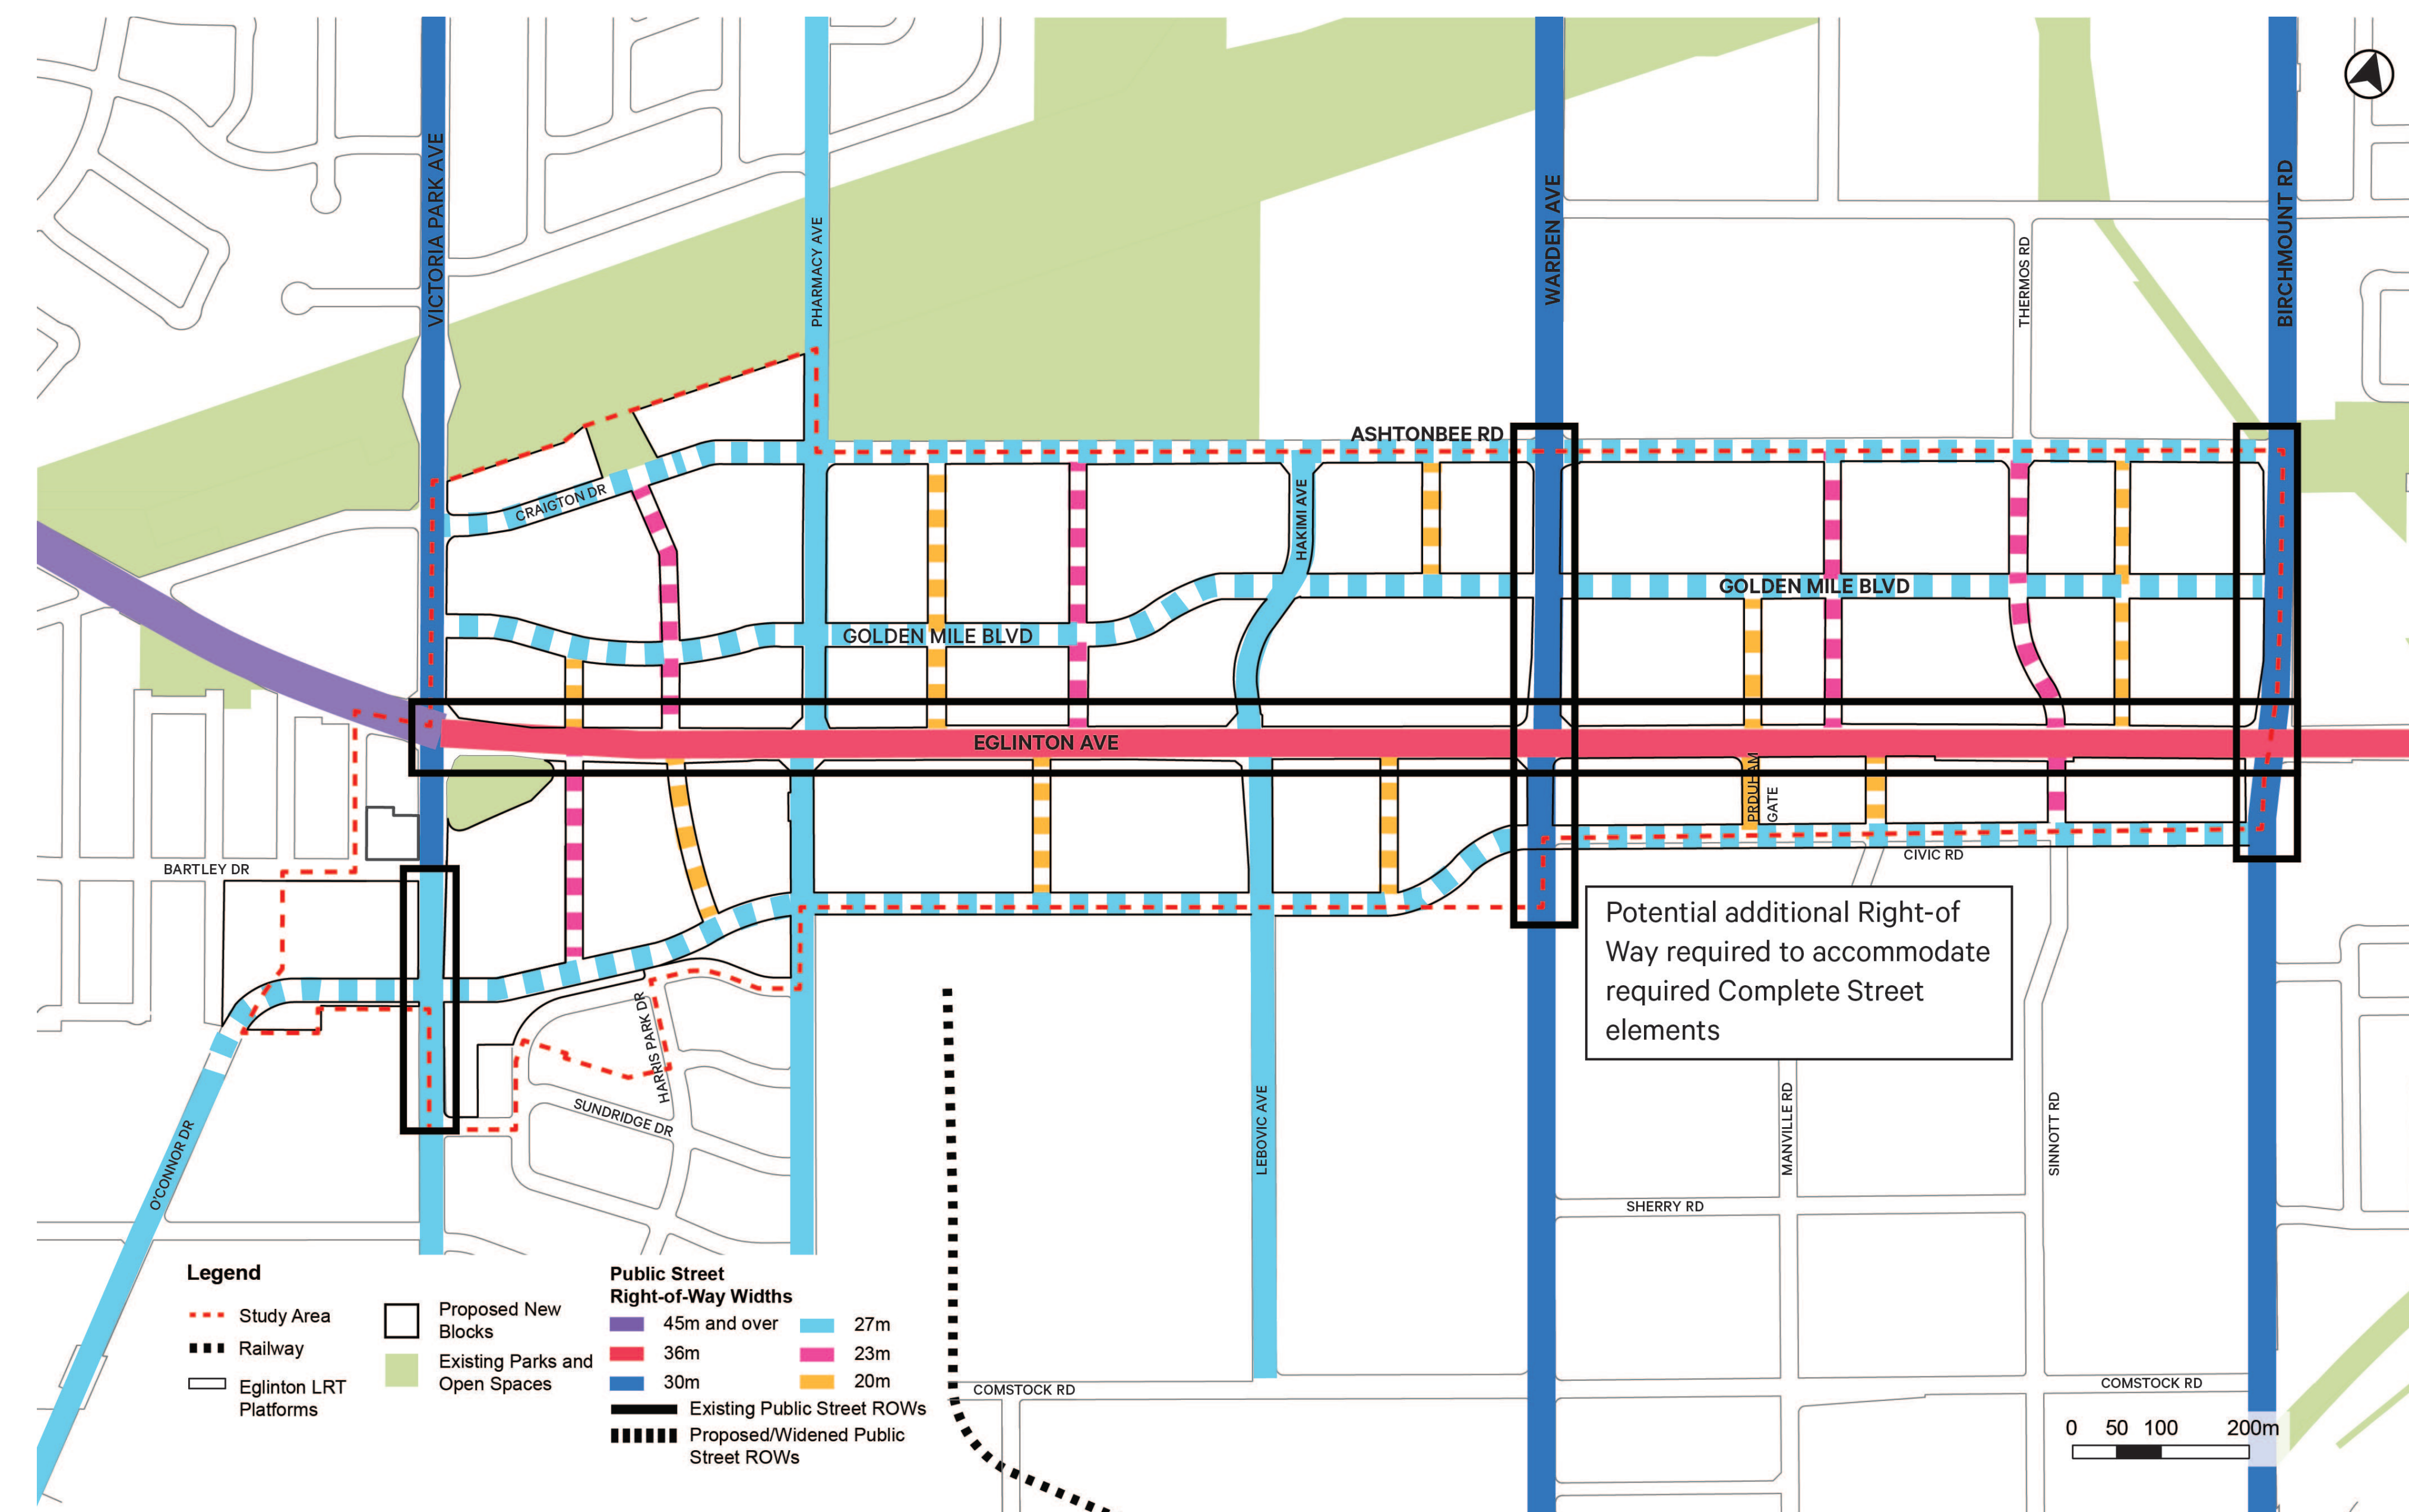 VICTORIA PARK AVE
PHARMACY AVE
WARDEN AVE
THERMOS RD
BIRCHMOUNT RD
ASHTONBEE RD
CRAIGTON DR
HAKIMI AVE
GOLDEN MILE BLVD
GOLDEN MILE BLVD
EGLINTON AVE
PRDUHAM
GATE
BARTLEY DR
CIVIC RD
Potential additional Right-of
Way required to accommodate
required Complete Street
elements
HARRIS PARK DR
SUNDRIDGE DR
O'CONNOR DR
LEBOVIC AVE
MANVILLE RD
SINNOTT RD
SHERRY RD
COMSTOCK RD
COMSTOCK RD
Legend
Study Area
Railway
Eglinton LRT
Platforms
Proposed New
Blocks
Existing Parks and
Open Spaces
Public Street
Right-of-Way Widths
45m and over
36m
30m
27m
23m
20m
Existing Public Street ROWs
Proposed/Widened Public
Street ROWs
0 50 100 200m